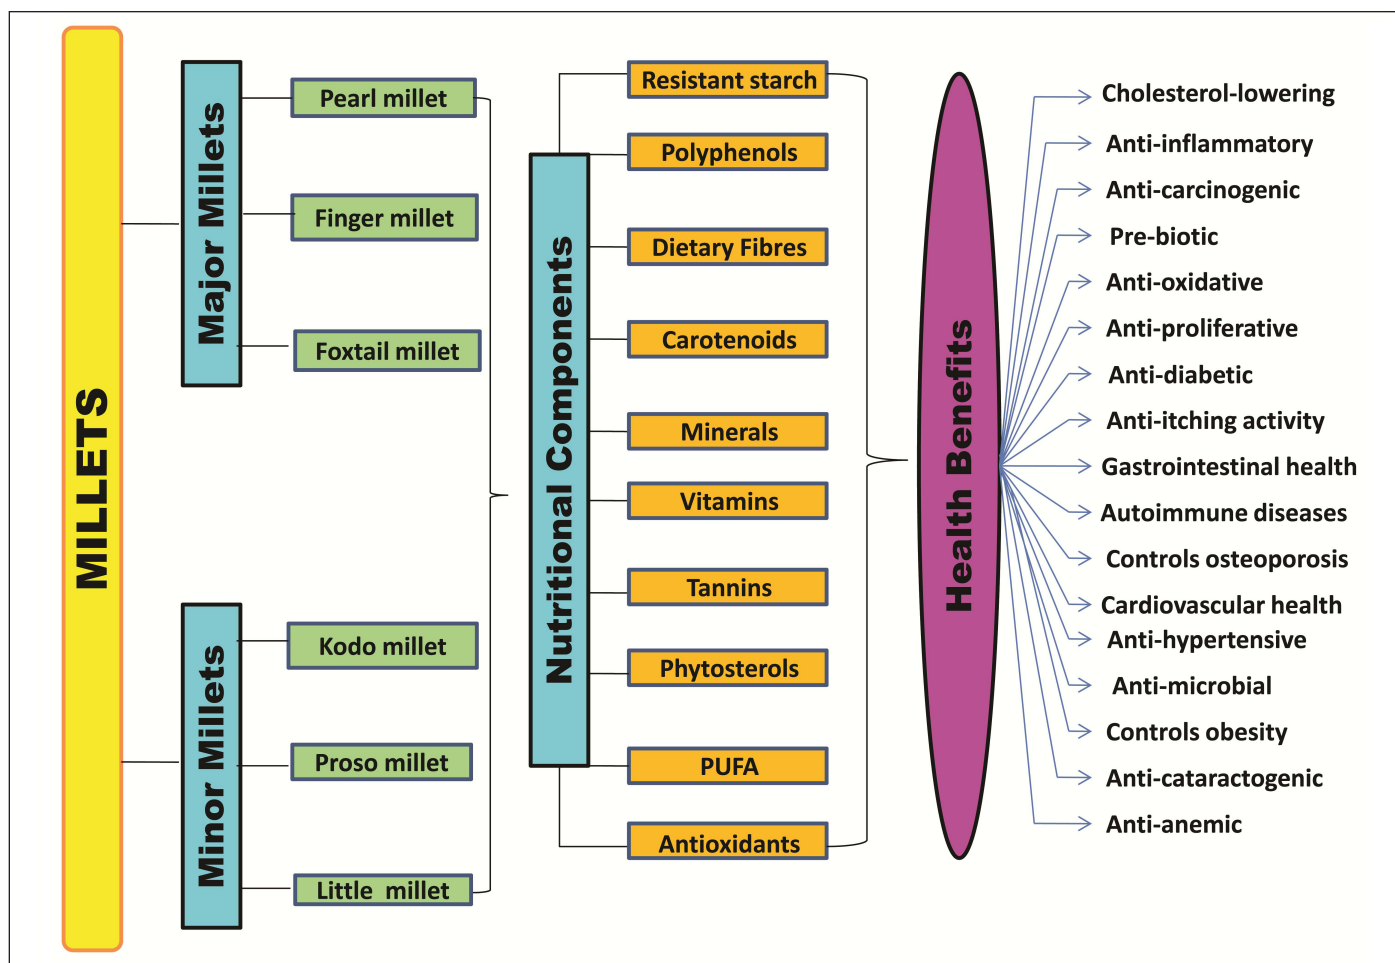 MILLETS
Major Millets
Pearl millet
Finger millet
Foxtail millet
Minor Millets
Kodo millet
Proso millet
Little millet
Nutritional Components
Resistant starch
Polyphenols
Dietary Fibres
Carotenoids
Minerals
Vitamins
Tannins
Phytosterols
PUFA
Antioxidants
Health Benefits
Cholesterol-lowering
Anti-inflammatory
Anti-carcinogenic
Pre-biotic
Anti-oxidative
Anti-proliferative
Anti-diabetic
Anti-itching activity
Gastrointestinal health
Autoimmune diseases
Controls osteoporosis
Cardiovascular health
Anti-hypertensive
Anti-microbial
Controls obesity
Anti-cataractogenic
Anti-anemic